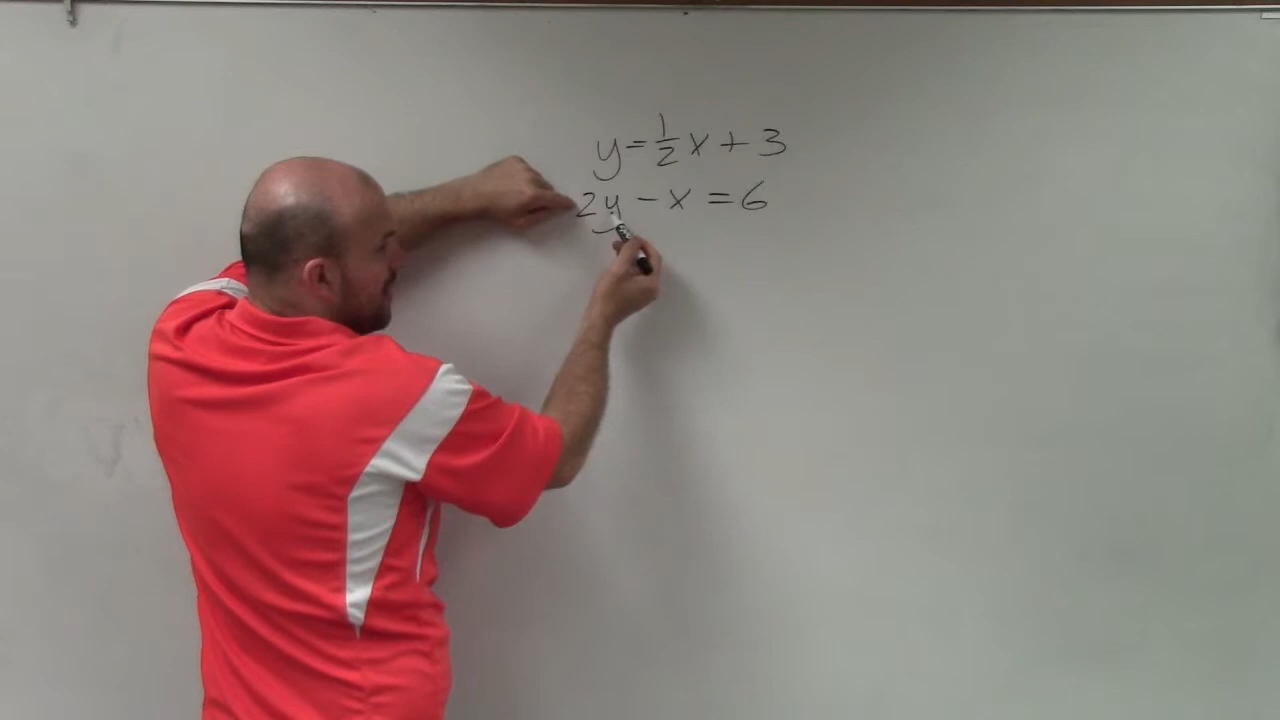 y = 1/2 x + 3
2y - x = 6